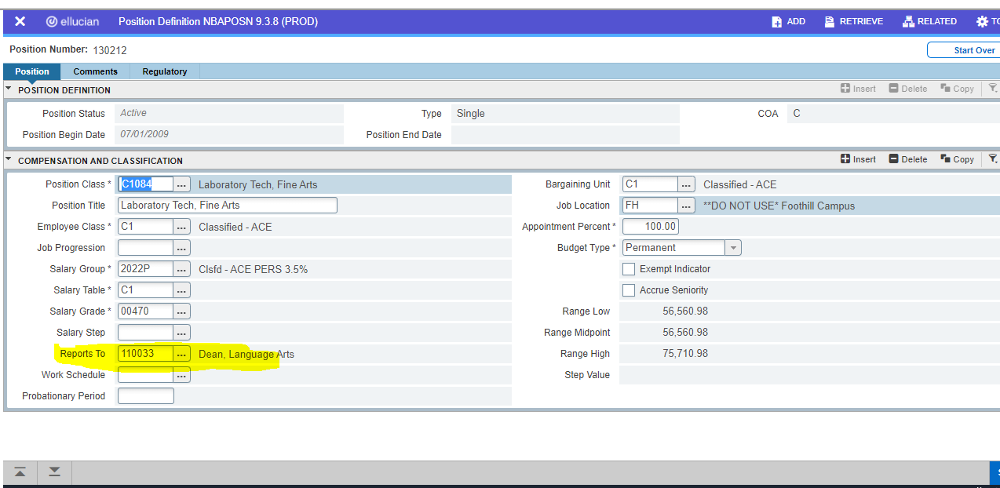 ellucian Position Definition NBAPOSN 9.3.8 (PROD) ADD RETRIEVE RELATED
Position Number: 130212 Start Over
Position Comments Regulatory
POSITION DEFINITION Insert Delete Copy
Position Status Active Type Single COA C
Position Begin Date 07/01/2009 Position End Date
COMPENSATION AND CLASSIFICATION Insert Delete Copy
Position Class * C1084 ... Laboratory Tech, Fine Arts Bargaining Unit C1 ... Classified - ACE
Position Title Laboratory Tech, Fine Arts Job Location FH ... **DO NOT USE* Foothill Campus
Employee Class * C1 ... Classified - ACE Appointment Percent * 100.00
Job Progression ... Budget Type * Permanent
Salary Group * 2022P ... Clsfd - ACE PERS 3.5% Exempt Indicator
Salary Table * C1 ... Accrue Seniority
Salary Grade * 00470 ... Range Low 56,560.98
Salary Step ... Range Midpoint 56,560.98
Reports To 110033 ... Dean, Language Arts Range High 75,710.98
Work Schedule ... Step Value
Probationary Period